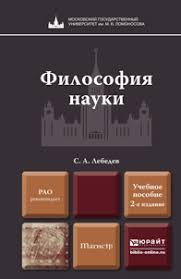 МОСКОВСКИЙ ГОСУДАРСТВЕННЫЙ
УНИВЕРСИТЕТ им. М. В. ЛОМОНОСОВА
Философия
науки
С. А. Лебедев
РАО
рекомендует
Учебное
пособие
2-е издание
Магистр
юрайт